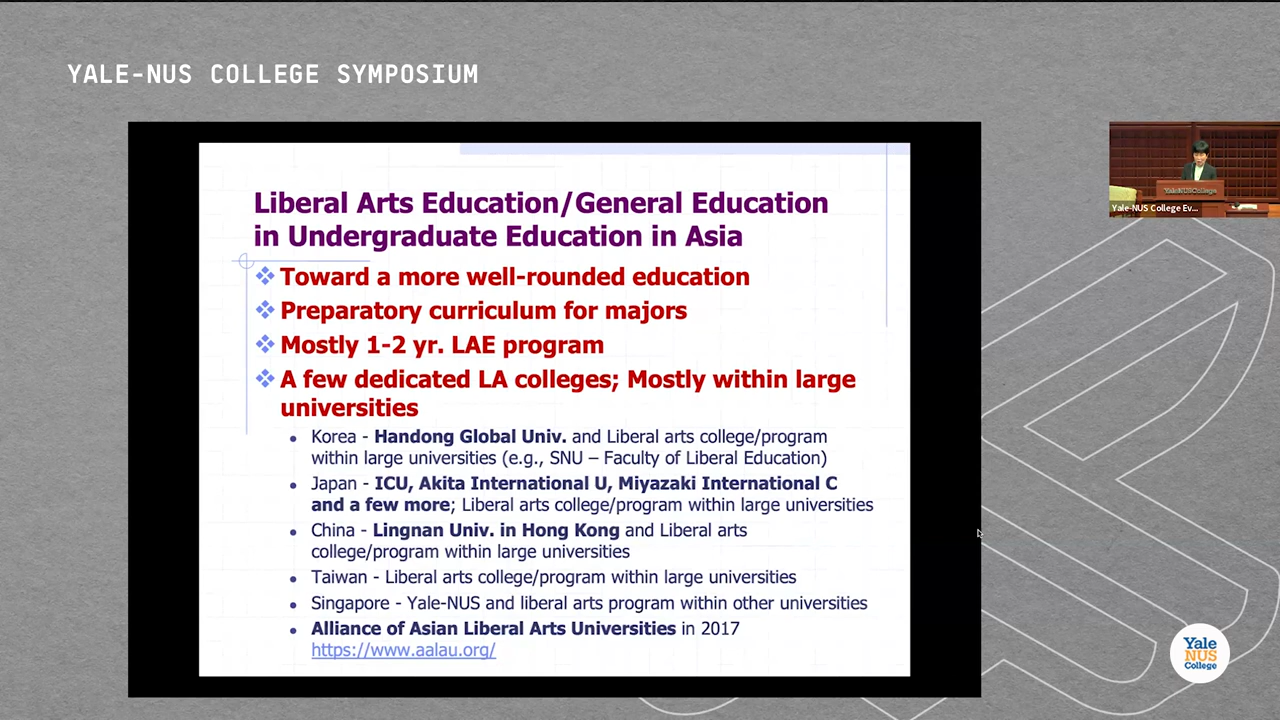 YALE-NUS COLLEGE SYMPOSIUM
Liberal Arts Education/General Education
in Undergraduate Education in Asia
Toward a more well-rounded education
Preparatory curriculum for majors
Mostly 1-2 yr. LAE program
A few dedicated LA colleges; Mostly within large
universities
Korea - Handong Global Univ. and Liberal arts college/program
within large universities (e.g., SNU – Faculty of Liberal Education)
Japan - ICU, Akita International U, Miyazaki International C
and a few more; Liberal arts college/program within large universities
China - Lingnan Univ. in Hong Kong and Liberal arts
college/program within large universities
Taiwan - Liberal arts college/program within large universities
Singapore - Yale-NUS and liberal arts program within other universities
Alliance of Asian Liberal Arts Universities in 2017
https://www.aalau.org/
YaleNUSCollege
Yale-NUS College Ev...
Yale
NUS
College